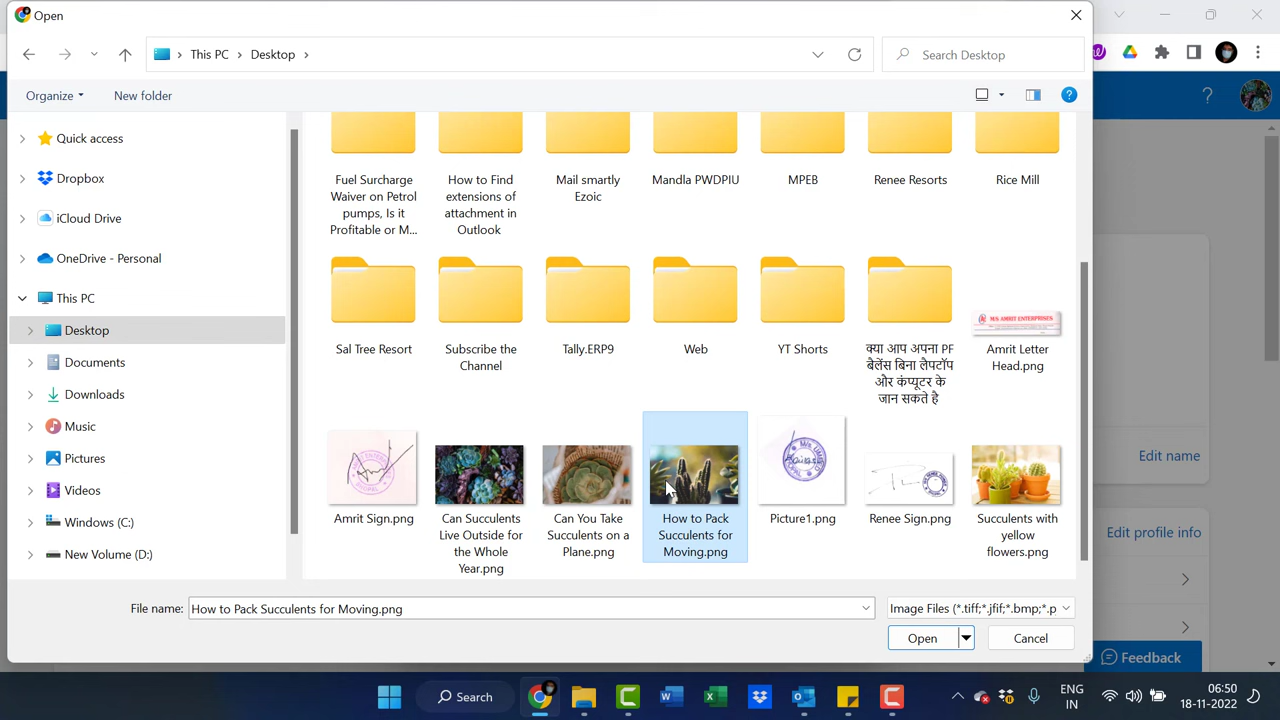 Open
This PC
Desktop
Search Desktop
Organize
New folder
Quick access
Dropbox
iCloud Drive
OneDrive - Personal
This PC
Desktop
Documents
Downloads
Music
Pictures
Videos
Windows (C:)
New Volume (D:)
Fuel Surcharge
Waiver on Petrol
pumps, Is it
Profitable or M...
How to Find
extensions of
attachment in
Outlook
Mail smartly
Ezoic
Mandla PWDPIU
MPEB
Renee Resorts
Rice Mill
Sal Tree Resort
Subscribe the
Channel
Tally.ERP9
Web
YT Shorts
क्या आप अपना PF
बैलेंस बिना लैपटॉप
और कंप्यूटर के
जान सकते है
M/S AMRIT ENTERPRISES
Amrit Letter
Head.png
Amrit Sign.png
Can Succulents
Live Outside for
the Whole
Year.png
Can You Take
Succulents on a
Plane.png
How to Pack
Succulents for
Moving.png
Picture1.png
Renee Sign.png
Succulents with
yellow
flowers.png
File name:
How to Pack Succulents for Moving.png
Image Files (*.tiff;*.jfif;*.bmp;*.p
Open
Cancel
Edit name
Edit profile info
Feedback
Search
ENG
IN
06:50
18-11-2022